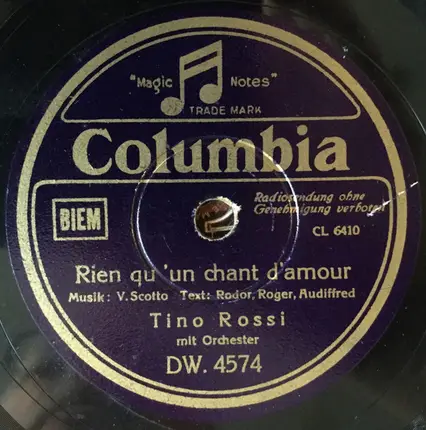 "Magic Notes"
TRADE MARK
Columbia
Radiosendung ohne
Genehmigung verboten
BIEM
CL 6410
Rien qu'un chant d'amour
Musik: V. Scotto Text: Rodor, Roger, Audiffred
Tino Rossi
mit Orchester
DW. 4574